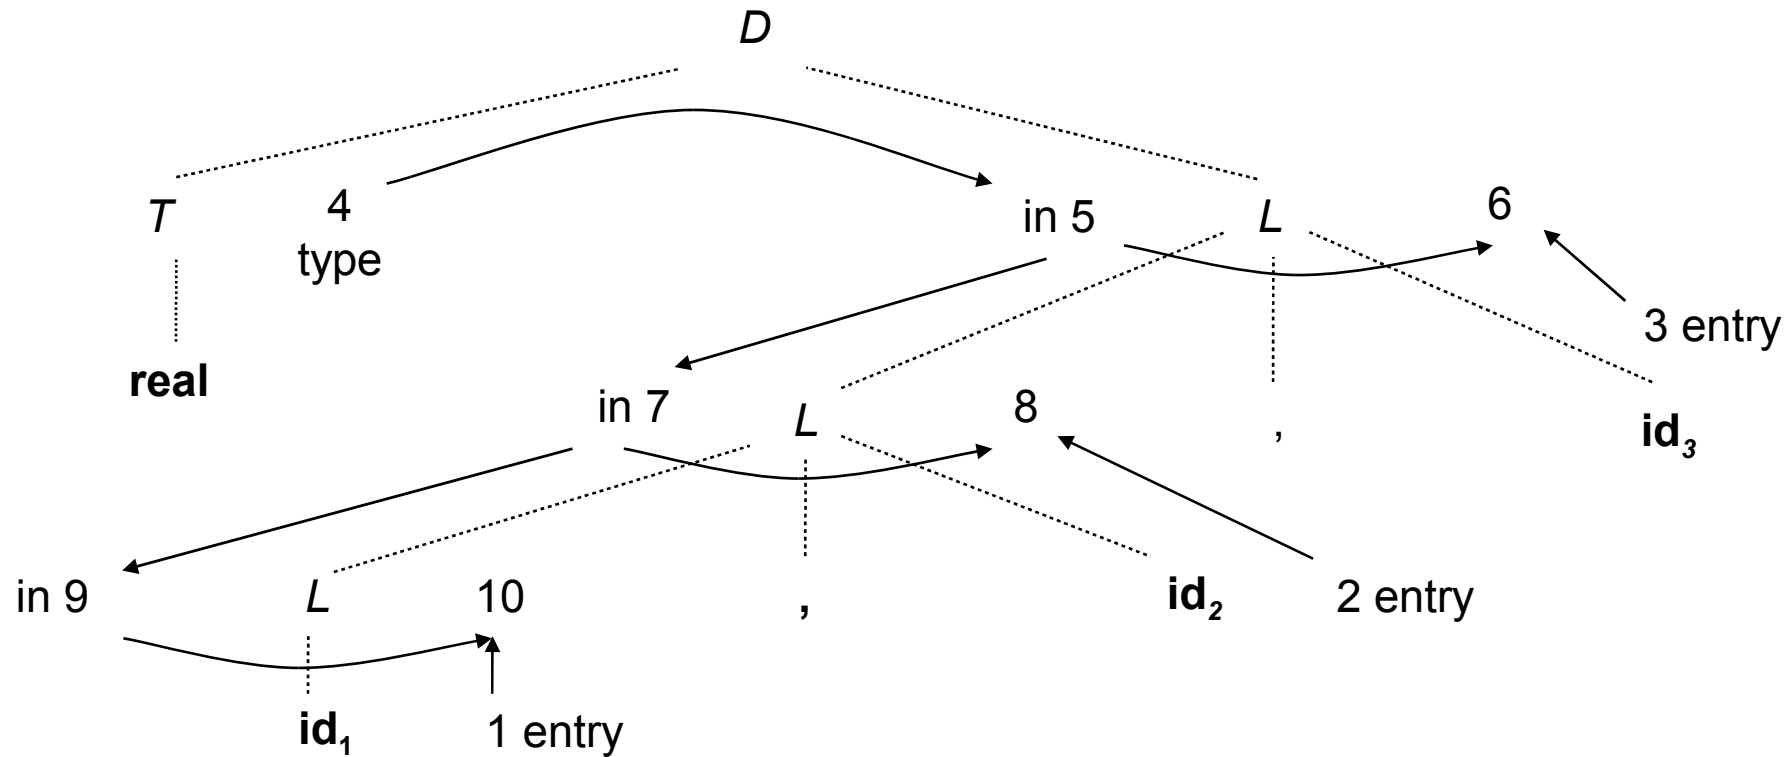 D
T 4 in 5 L 6
type
3 entry
real
in 7 L 8 , id3
in 9 L 10 , id2 2 entry
id1 1 entry